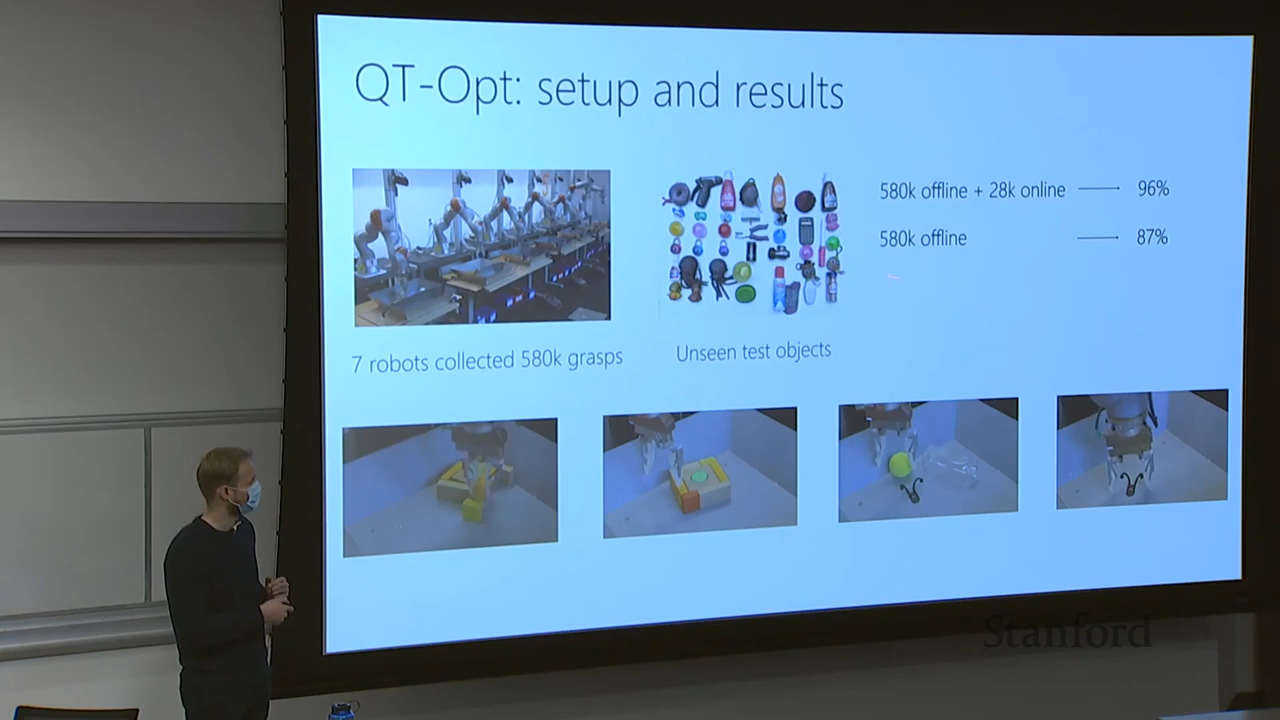 QT-Opt: setup and results
580k offline + 28k online 96%
580k offline 87%
7 robots collected 580k grasps
Unseen test objects
Stanford